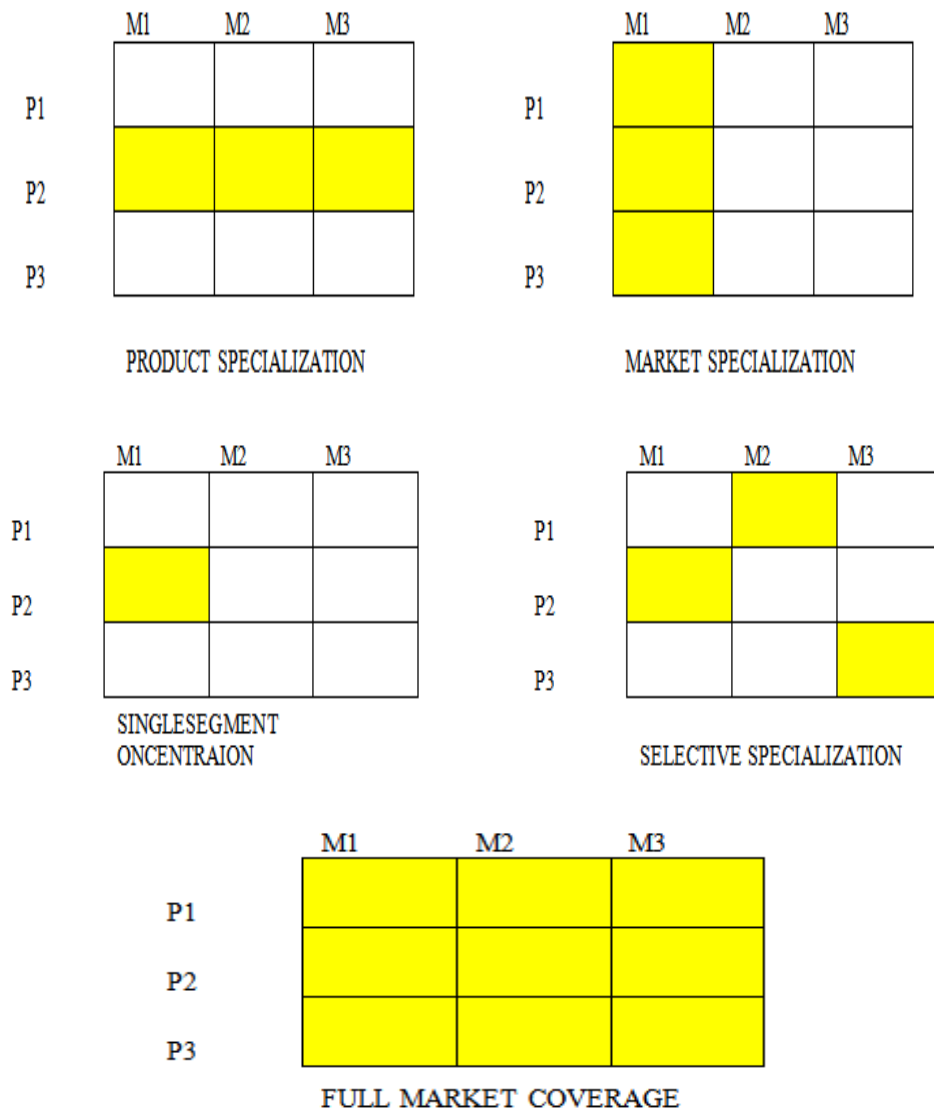 M1 M2 M3
P1
P2
P3
PRODUCT SPECIALIZATION
M1 M2 M3
P1
P2
P3
MARKET SPECIALIZATION
M1 M2 M3
P1
P2
P3
SINGLESEGMENT
ONCENTRAION
M1 M2 M3
P1
P2
P3
SELECTIVE SPECIALIZATION
M1 M2 M3
P1
P2
P3
FULL MARKET COVERAGE